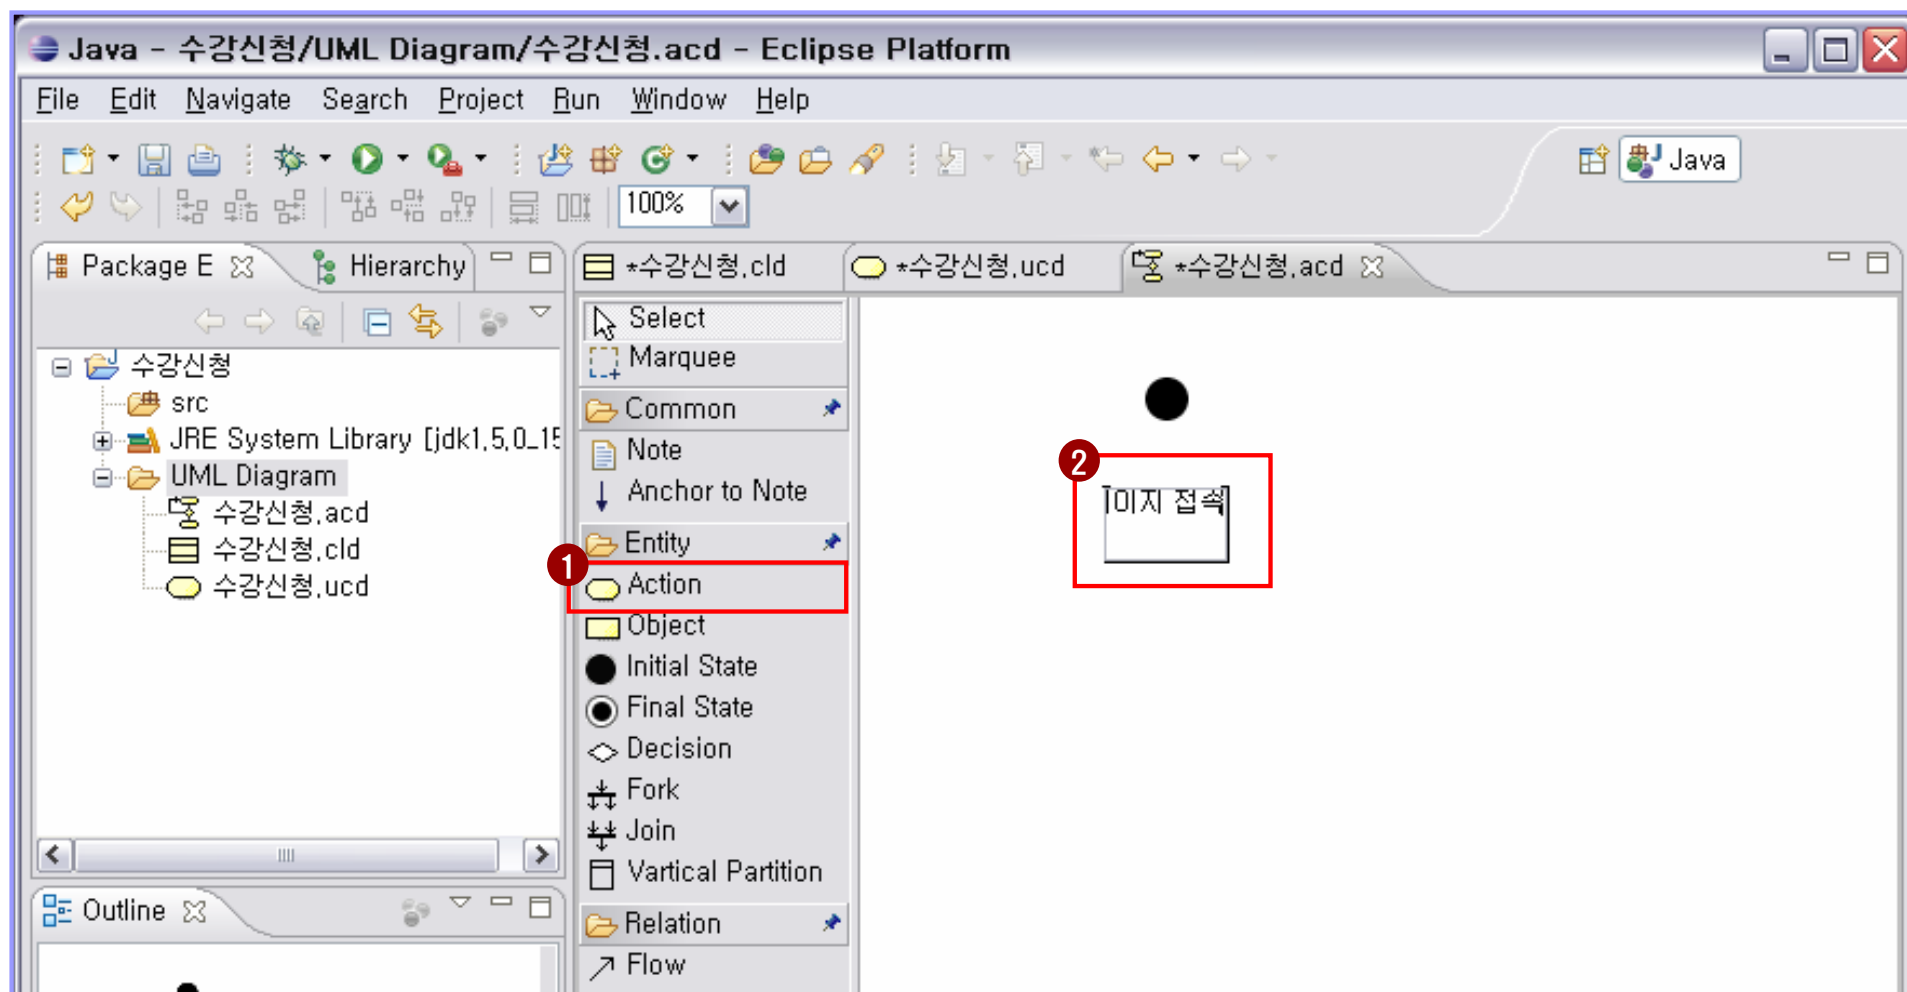 Java - 수강신청/UML Diagram/수강신청.acd - Eclipse Platform
File Edit Navigate Search Project Run Window Help
Java
100%
Package E Hierarchy
*수강신청.cld *수강신청.ucd *수강신청.acd
수강신청
src
JRE System Library [jdk1.5.0_15
UML Diagram
수강신청.acd
수강신청.cld
수강신청.ucd
Outline
Select
Marquee
Common
Note
Anchor to Note
Entity
1
Action
Object
Initial State
Final State
Decision
Fork
Join
Vartical Partition
Relation
Flow
2
이지 접속